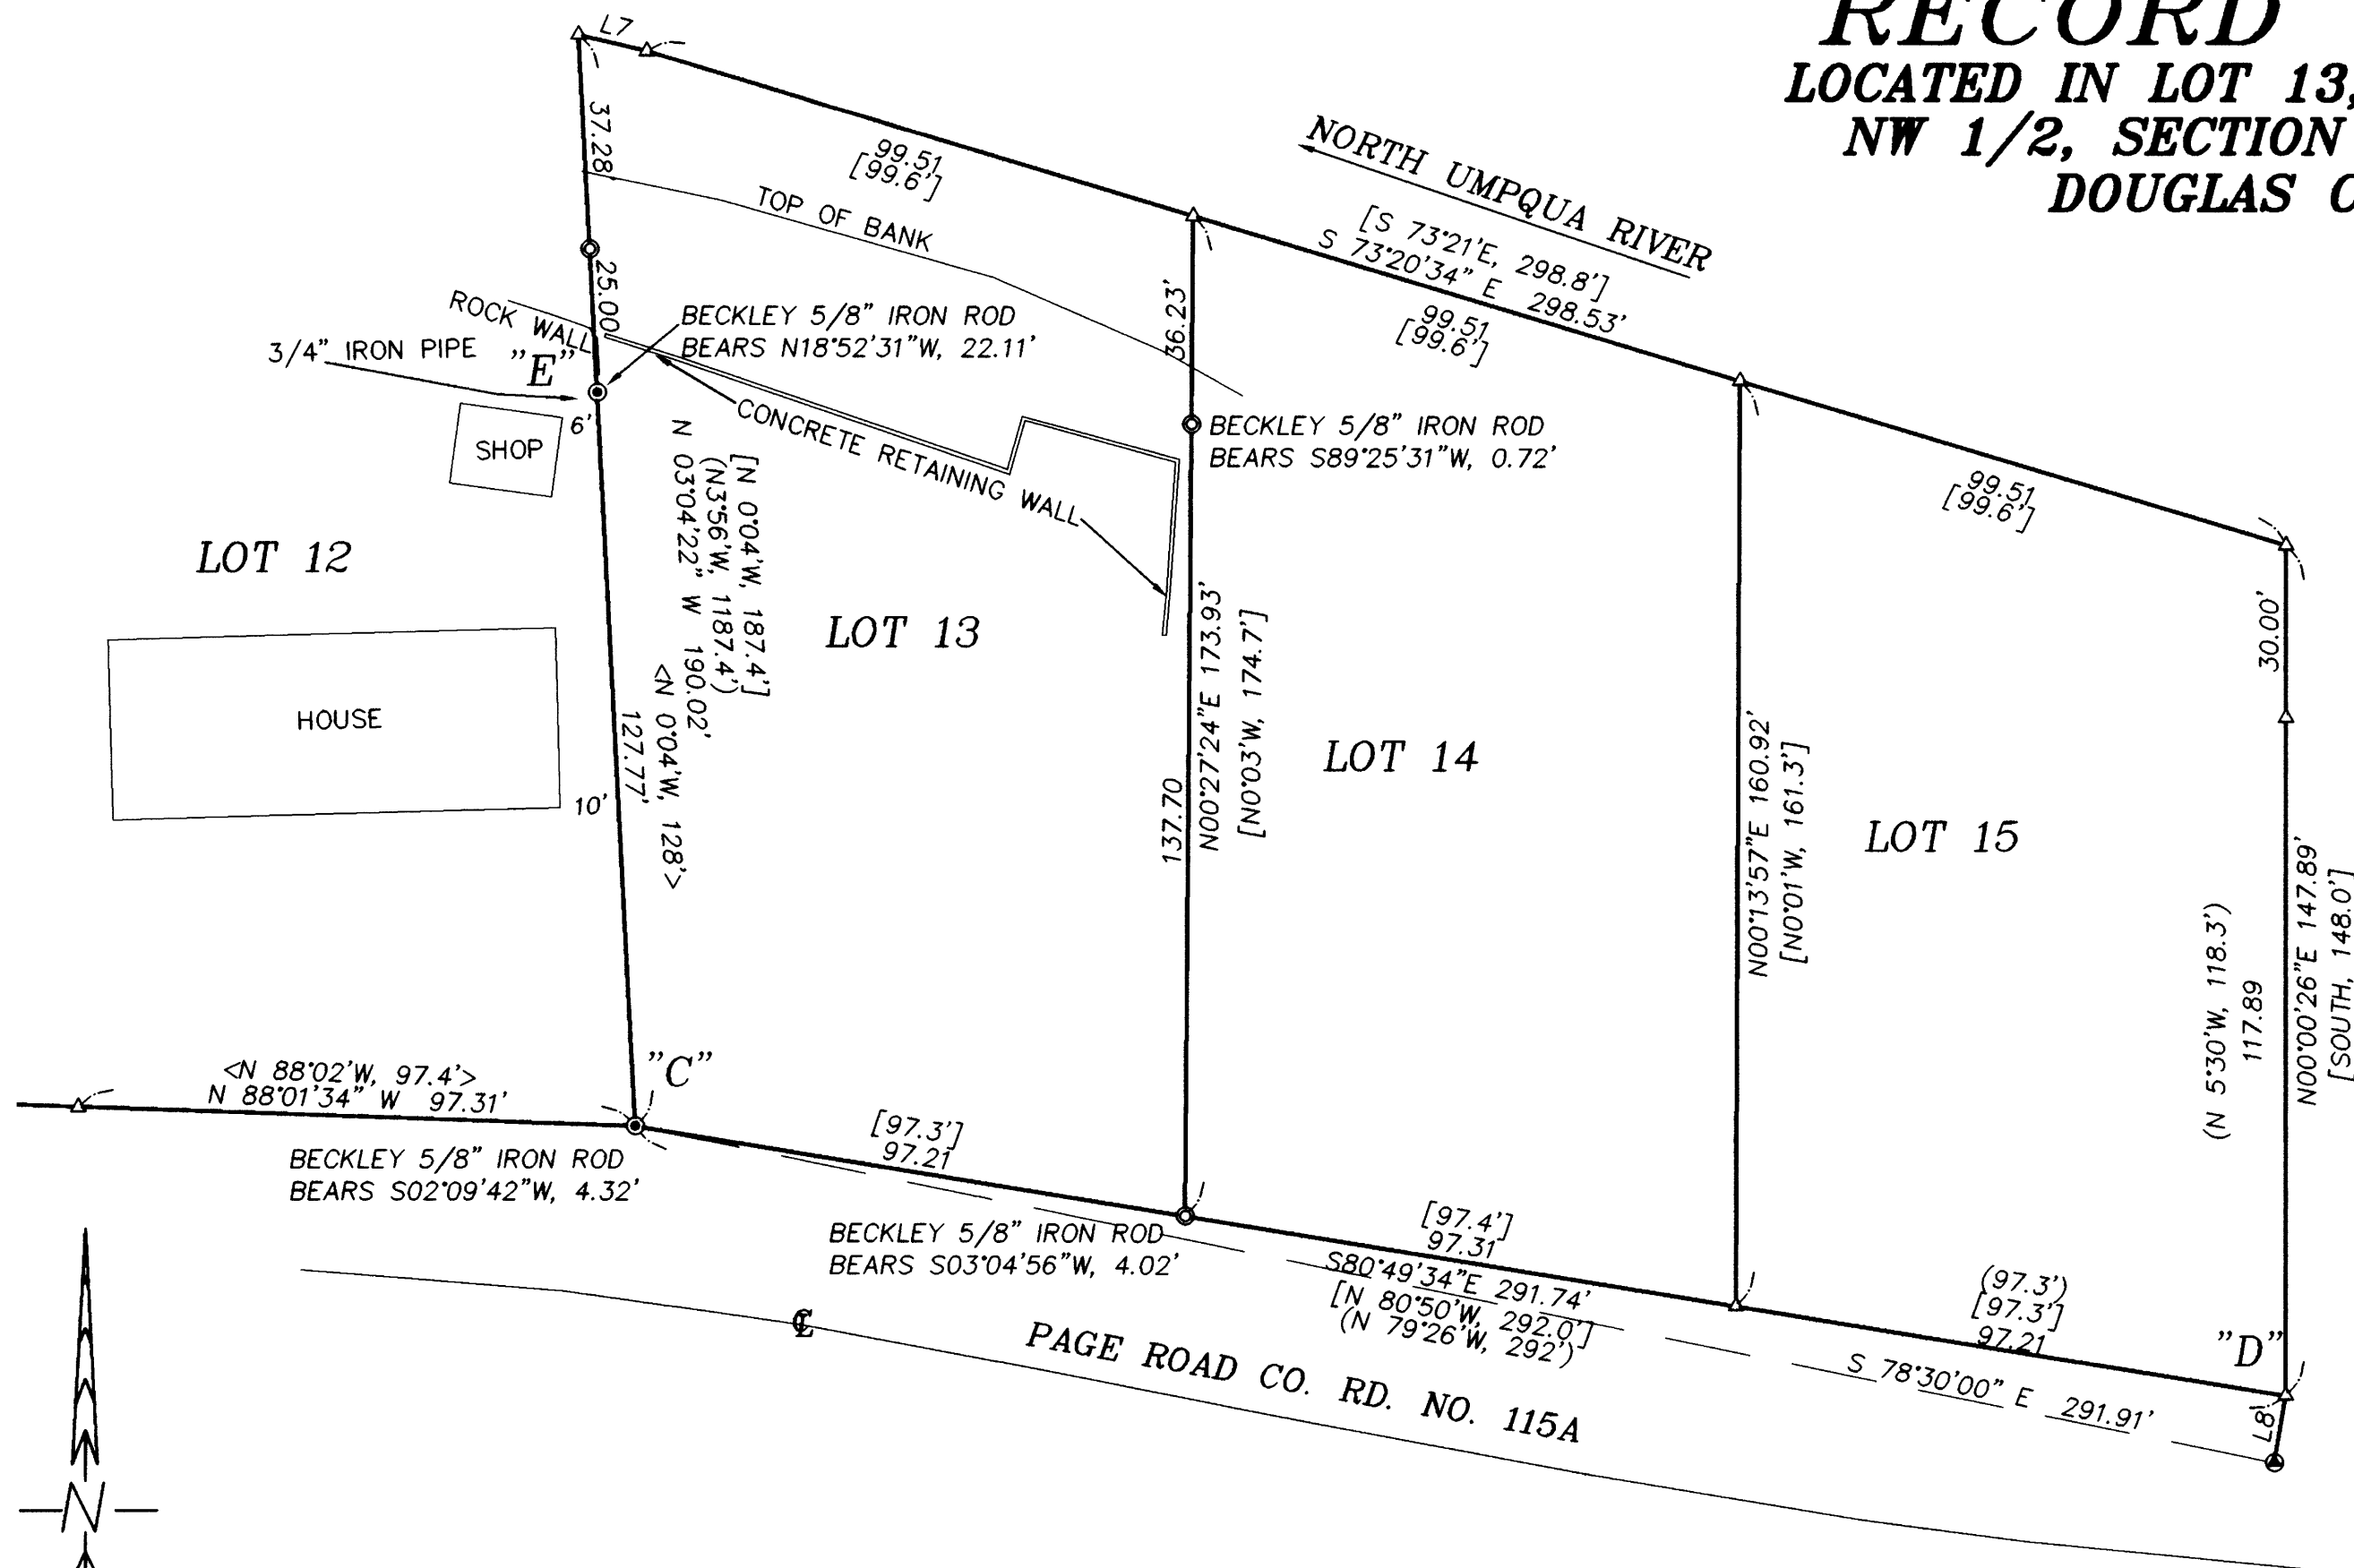 RECORD
LOCATED IN LOT 13,
NW 1/2, SECTION
DOUGLAS C
L7
37.28
99.51
[99.6']
NORTH UMPQUA RIVER
TOP OF BANK
[S 73°21'E, 298.8']
S 73°20'34" E 298.53'
99.51
[99.6']
25.00
36.23'
ROCK WALL
BECKLEY 5/8" IRON ROD
BEARS N18°52'31"W, 22.11'
3/4" IRON PIPE
"E"
6'
SHOP
CONCRETE RETAINING WALL
BECKLEY 5/8" IRON ROD
BEARS S89°25'31"W, 0.72'
99.51
[99.6']
[N 0°04'W, 187.4']
(N3°56'W, 1187.4')
N 03°04'22" W 190.02'
<N 0°04'W, 128'>
127.77'
LOT 12
LOT 13
HOUSE
10'
137.70
N00°27'24"E 173.93'
[N0°03'W, 174.7']
LOT 14
N00°13'57"E 160.92'
[N0°01'W, 161.3']
LOT 15
30.00'
(N 5°30'W, 118.3')
117.89
N00°00'26"E 147.89'
[SOUTH, 148.0']
"C"
<N 88°02'W, 97.4'>
N 88°01'34" W 97.31'
BECKLEY 5/8" IRON ROD
BEARS S02°09'42"W, 4.32'
[97.3']
97.21
BECKLEY 5/8" IRON ROD
BEARS S03°04'56"W, 4.02'
[97.4']
97.31
S80°49'34"E 291.74'
[N 80°50'W, 292.0']
(N 79°26'W, 292')
(97.3')
[97.3']
97.21
"D"
S 78°30'00" E 291.91'
L8
℄
PAGE ROAD CO. RD. NO. 115A
N